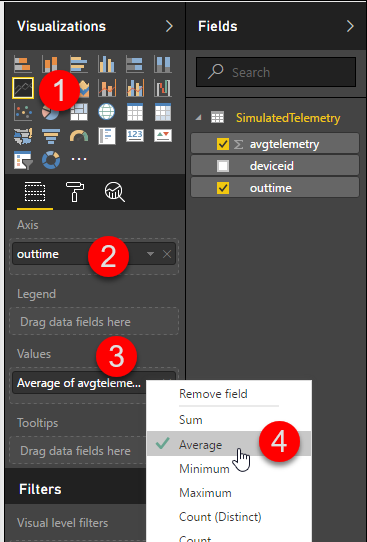 Visualizations
1
123
Axis
outtime
2
Legend
Drag data fields here
Values
3
Average of avgteleme...
Tooltips
Drag data fields here
Filters
Visual level filters
Remove field
Sum
Average
4
Minimum
Maximum
Count (Distinct)
Count
Fields
Search
SimulatedTelemetry
avgtelemetry
deviceid
outtime